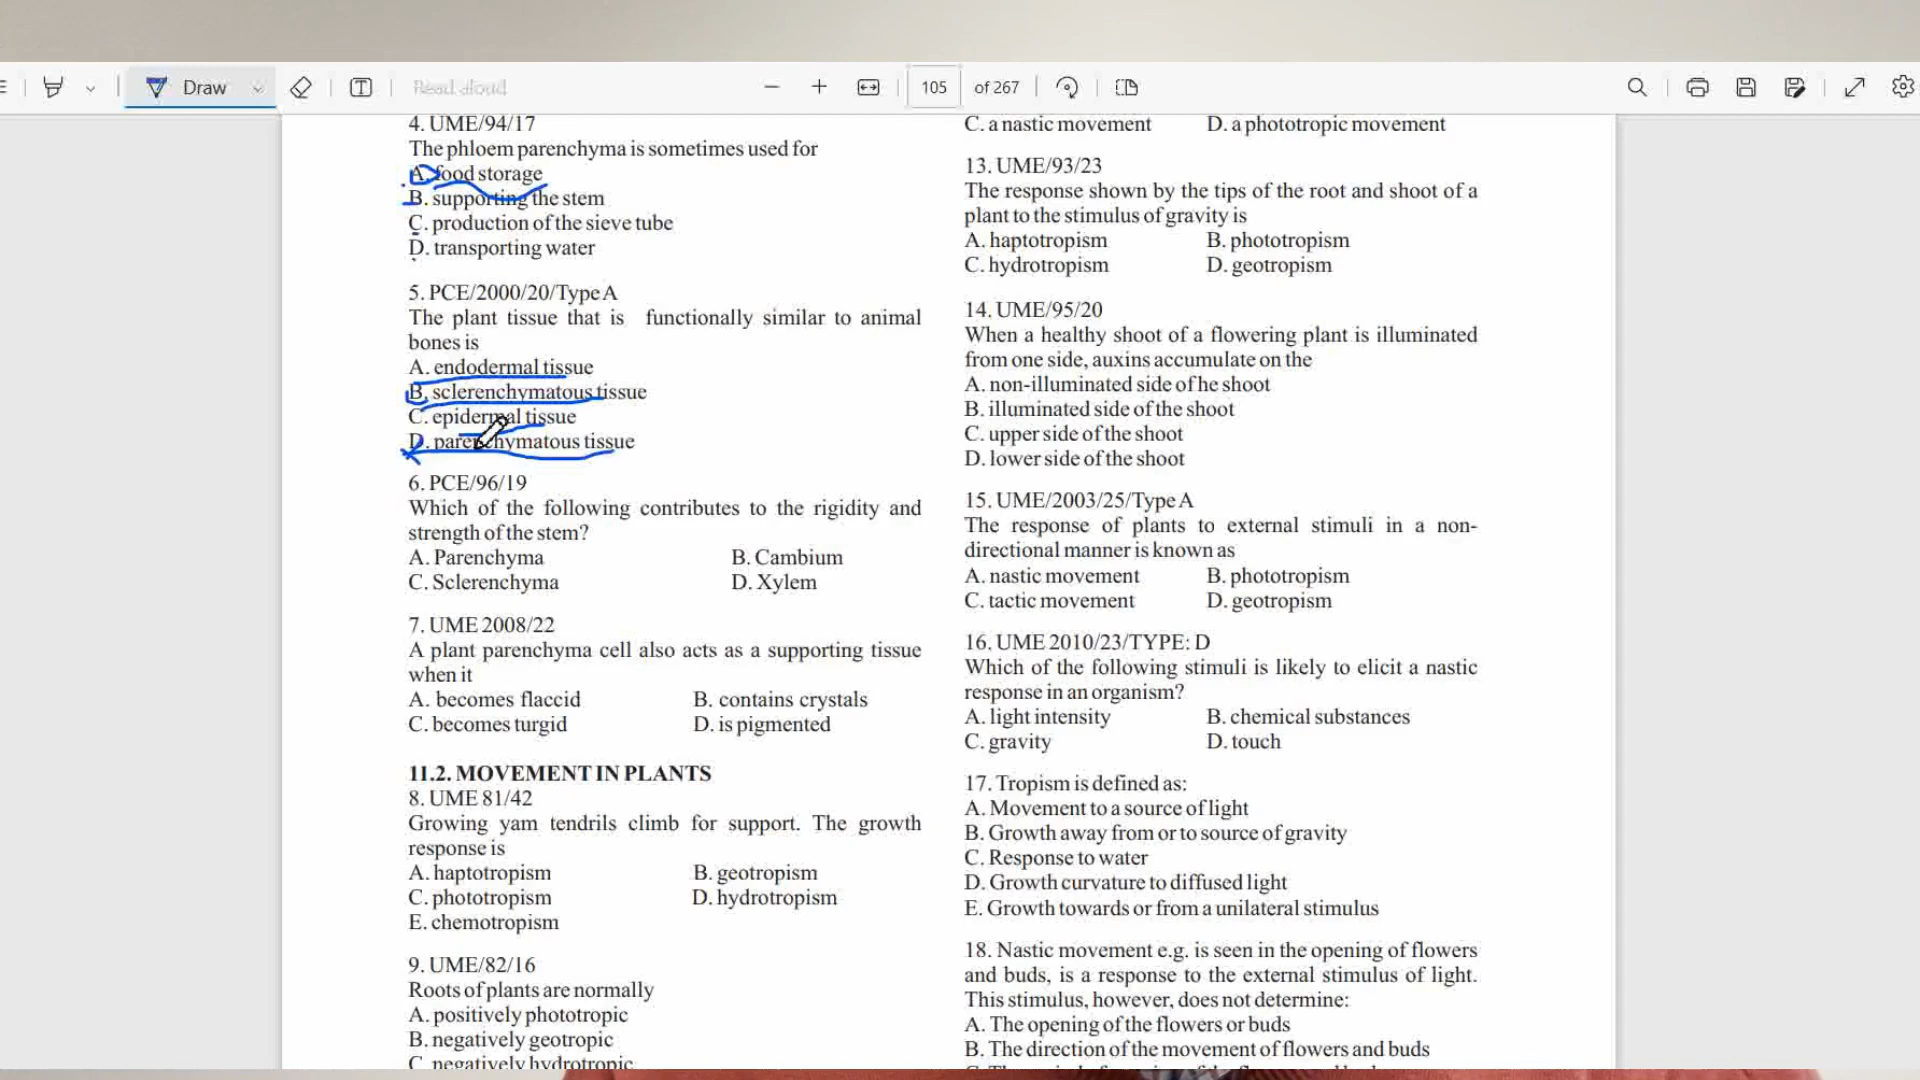 Draw
Read aloud
105 of 267
4. UME/94/17
The phloem parenchyma is sometimes used for
A. food storage
B. supporting the stem
C. production of the sieve tube
D. transporting water
5. PCE/2000/20/Type A
The plant tissue that is functionally similar to animal
bones is
A. endodermal tissue
B. sclerenchymatous tissue
C. epidermal tissue
D. parenchymatous tissue
6. PCE/96/19
Which of the following contributes to the rigidity and
strength of the stem?
A. Parenchyma B. Cambium
C. Sclerenchyma D. Xylem
7. UME 2008/22
A plant parenchyma cell also acts as a supporting tissue
when it
A. becomes flaccid B. contains crystals
C. becomes turgid D. is pigmented
11.2. MOVEMENT IN PLANTS
8. UME 81/42
Growing yam tendrils climb for support. The growth
response is
A. haptotropism B. geotropism
C. phototropism D. hydrotropism
E. chemotropism
9. UME/82/16
Roots of plants are normally
A. positively phototropic
B. negatively geotropic
C. negatively hydrotropic
C. a nastic movement D. a phototropic movement
13. UME/93/23
The response shown by the tips of the root and shoot of a
plant to the stimulus of gravity is
A. haptotropism B. phototropism
C. hydrotropism D. geotropism
14. UME/95/20
When a healthy shoot of a flowering plant is illuminated
from one side, auxins accumulate on the
A. non-illuminated side of he shoot
B. illuminated side of the shoot
C. upper side of the shoot
D. lower side of the shoot
15. UME/2003/25/Type A
The response of plants to external stimuli in a non-
directional manner is known as
A. nastic movement B. phototropism
C. tactic movement D. geotropism
16. UME 2010/23/TYPE: D
Which of the following stimuli is likely to elicit a nastic
response in an organism?
A. light intensity B. chemical substances
C. gravity D. touch
17. Tropism is defined as:
A. Movement to a source of light
B. Growth away from or to source of gravity
C. Response to water
D. Growth curvature to diffused light
E. Growth towards or from a unilateral stimulus
18. Nastic movement e.g. is seen in the opening of flowers
and buds, is a response to the external stimulus of light.
This stimulus, however, does not determine:
A. The opening of the flowers or buds
B. The direction of the movement of flowers and buds